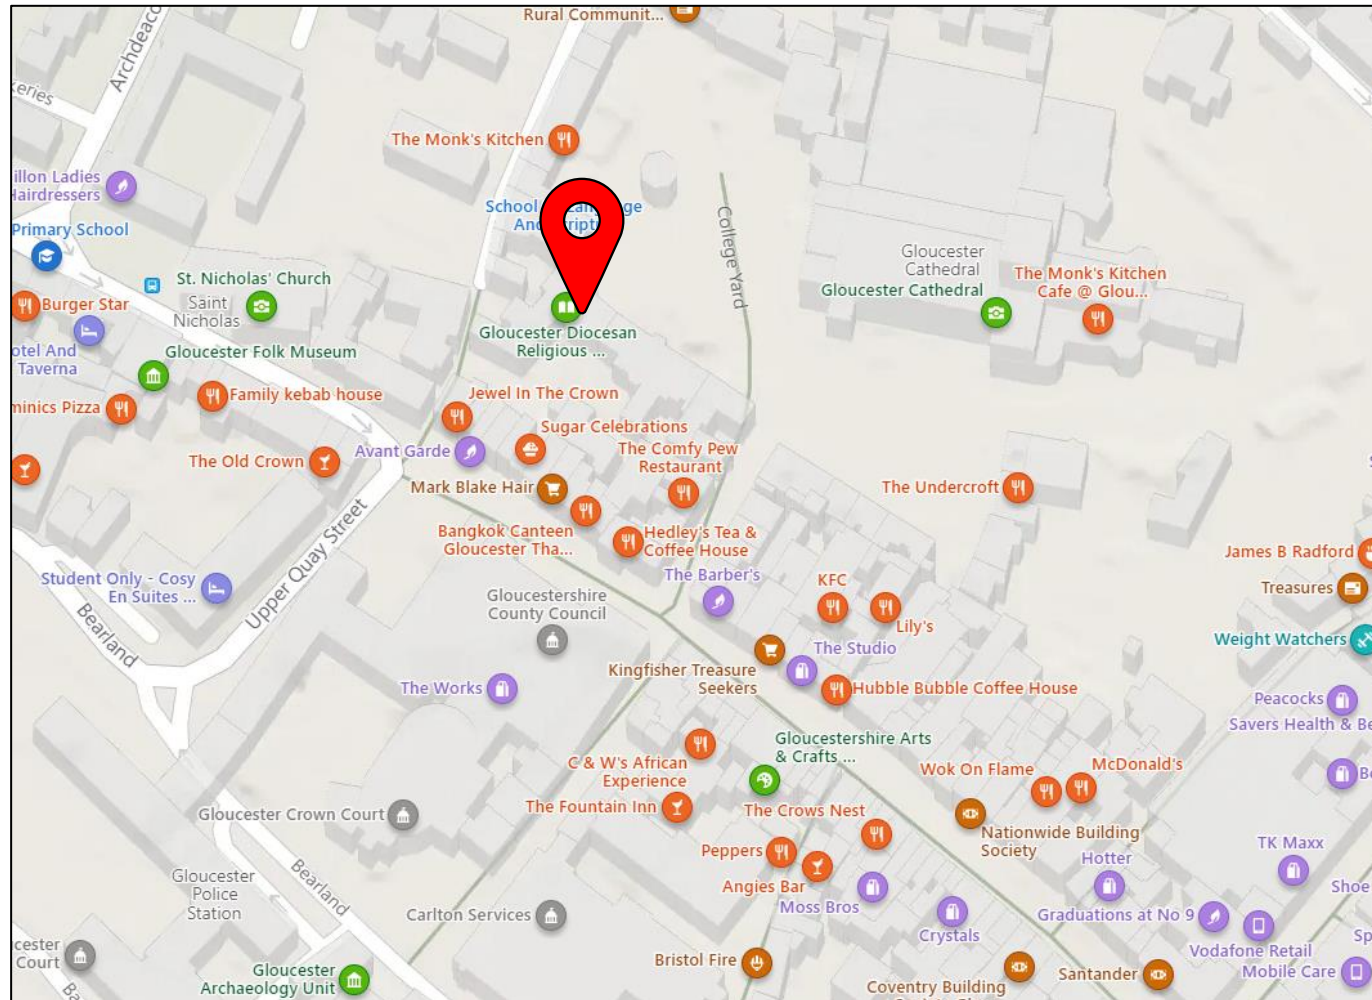 Rural Communit...
Archdeaco
The Monk's Kitchen
illon Ladies
Hairdressers
Primary School
St. Nicholas' Church
Saint
Nicholas
Burger Star
otel And
Taverna
Gloucester Folk Museum
minics Pizza
Family kebab house
The Old Crown
School
ge
And
Gloucester Diocesan
Religious ...
College Yard
Gloucester
Cathedral
Gloucester Cathedral
The Monk's Kitchen
Cafe @ Glou...
Jewel In The Crown
Sugar Celebrations
Avant Garde
The Comfy Pew
Restaurant
Mark Blake Hair
Bangkok Canteen
Gloucester Tha...
Hedley's Tea &
Coffee House
The Undercroft
James B Radford
Treasures
Weight Watchers
Upper Quay Street
Student Only - Cosy
En Suites ...
Bearland
Gloucestershire
County Council
The Barber's
KFC
Lily's
The Studio
Kingfisher Treasure
Seekers
Hubble Bubble Coffee House
The Works
Peacocks
Savers Health & Be
Gloucestershire Arts
& Crafts ...
C & W's African
Experience
The Fountain Inn
Wok On Flame
McDonald's
Gloucester Crown Court
The Crows Nest
Nationwide Building
Society
Peppers
Angies Bar
Moss Bros
Hotter
TK Maxx
Shoe
Gloucester
Police
Station
Bearland
Carlton Services
Graduations at No 9
Crystals
Vodafone Retail
Sp
Mobile Care
cester
Court
Gloucester
Archaeology Unit
Bristol Fire
Coventry Building
Santander